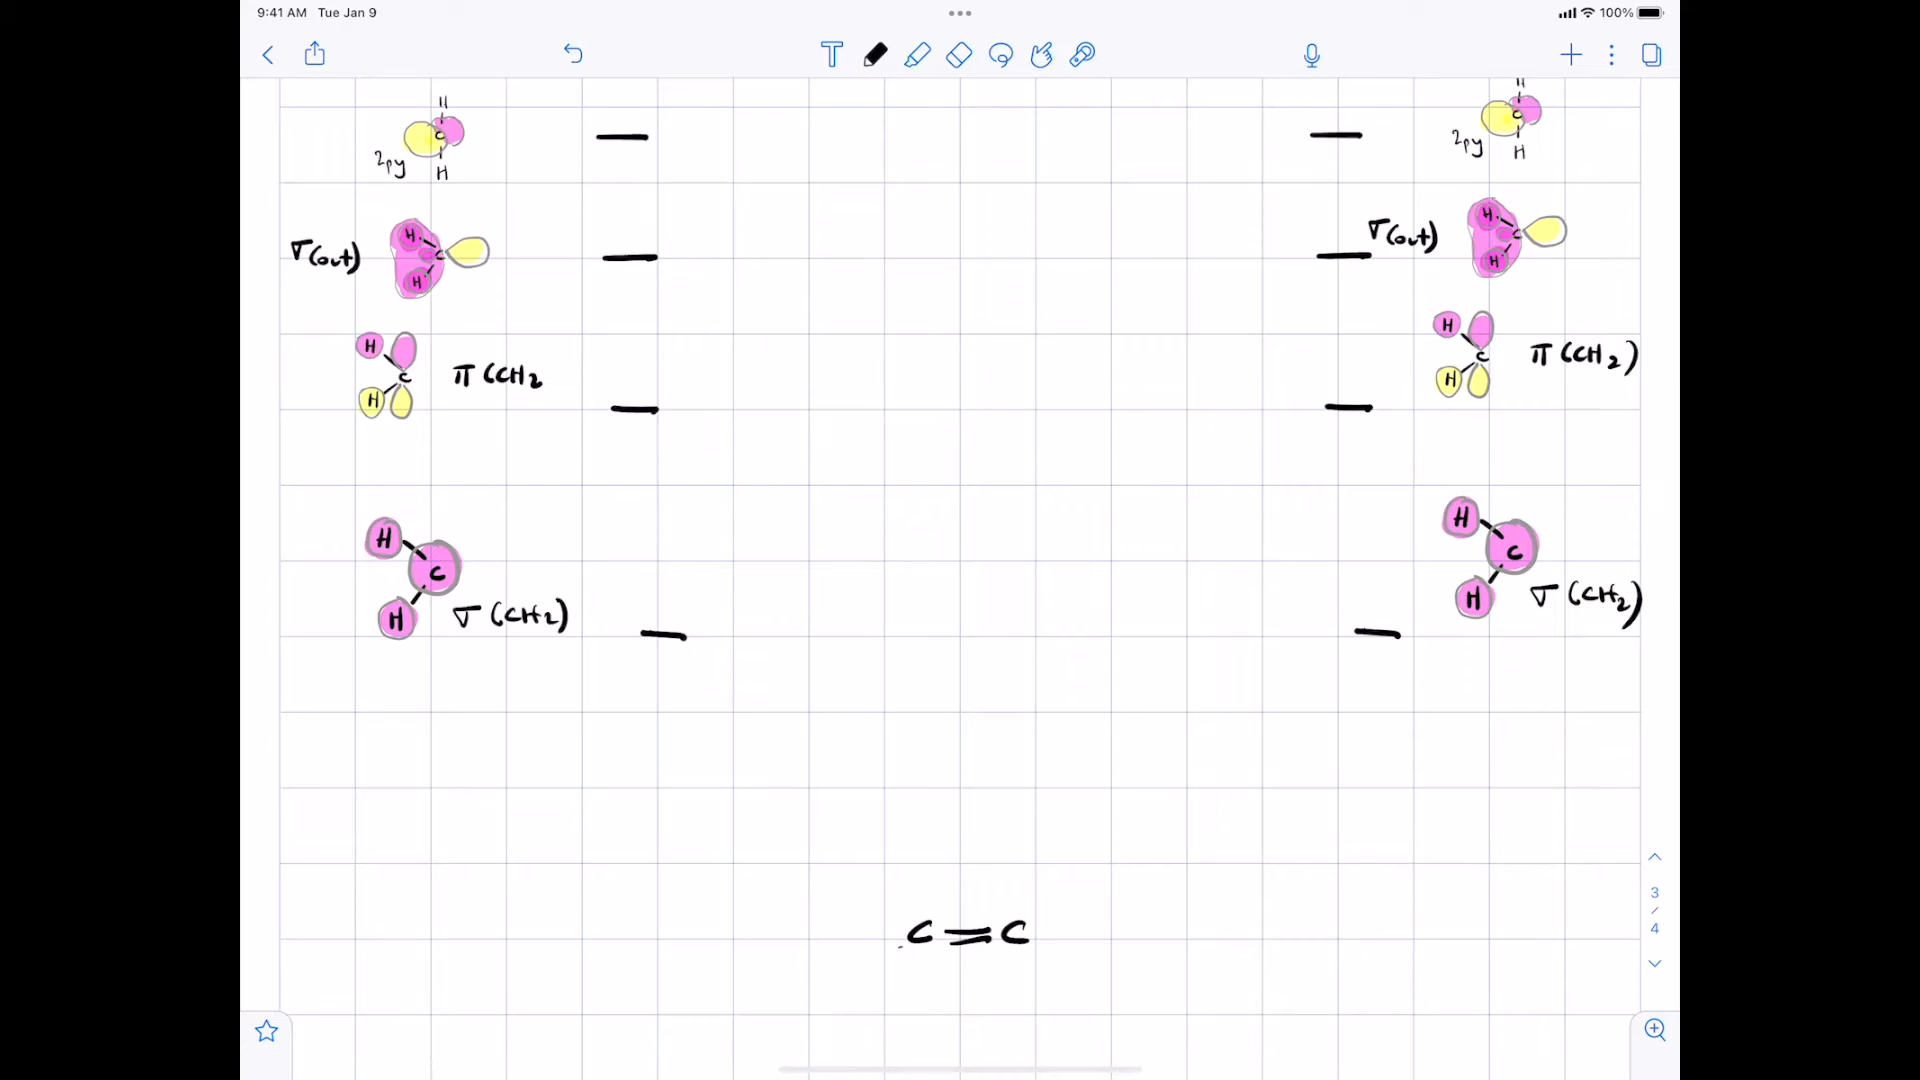 9:41 AM Tue Jan 9
100%
H
C
2py
H
H
C
2py
H
σ(out)
H
C
H
σ(out)
H
C
H
H
C
H
π (CH2
H
C
H
π (CH2)
H
C
H
σ (CH2)
H
C
H
σ (CH2)
3
/
4
C=C